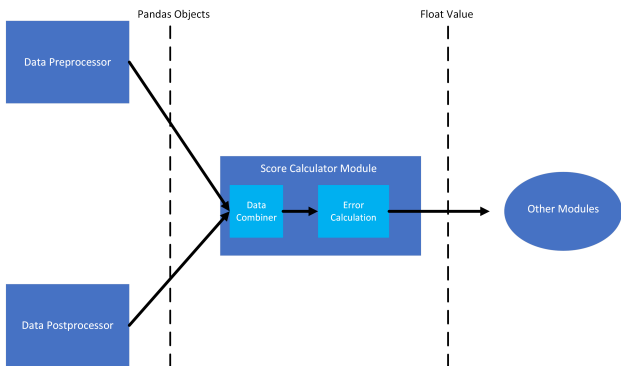 Pandas Objects
Float Value
Data Preprocessor
Score Calculator Module
Data
Combiner
Error
Calculation
Other Modules
Data Postprocessor